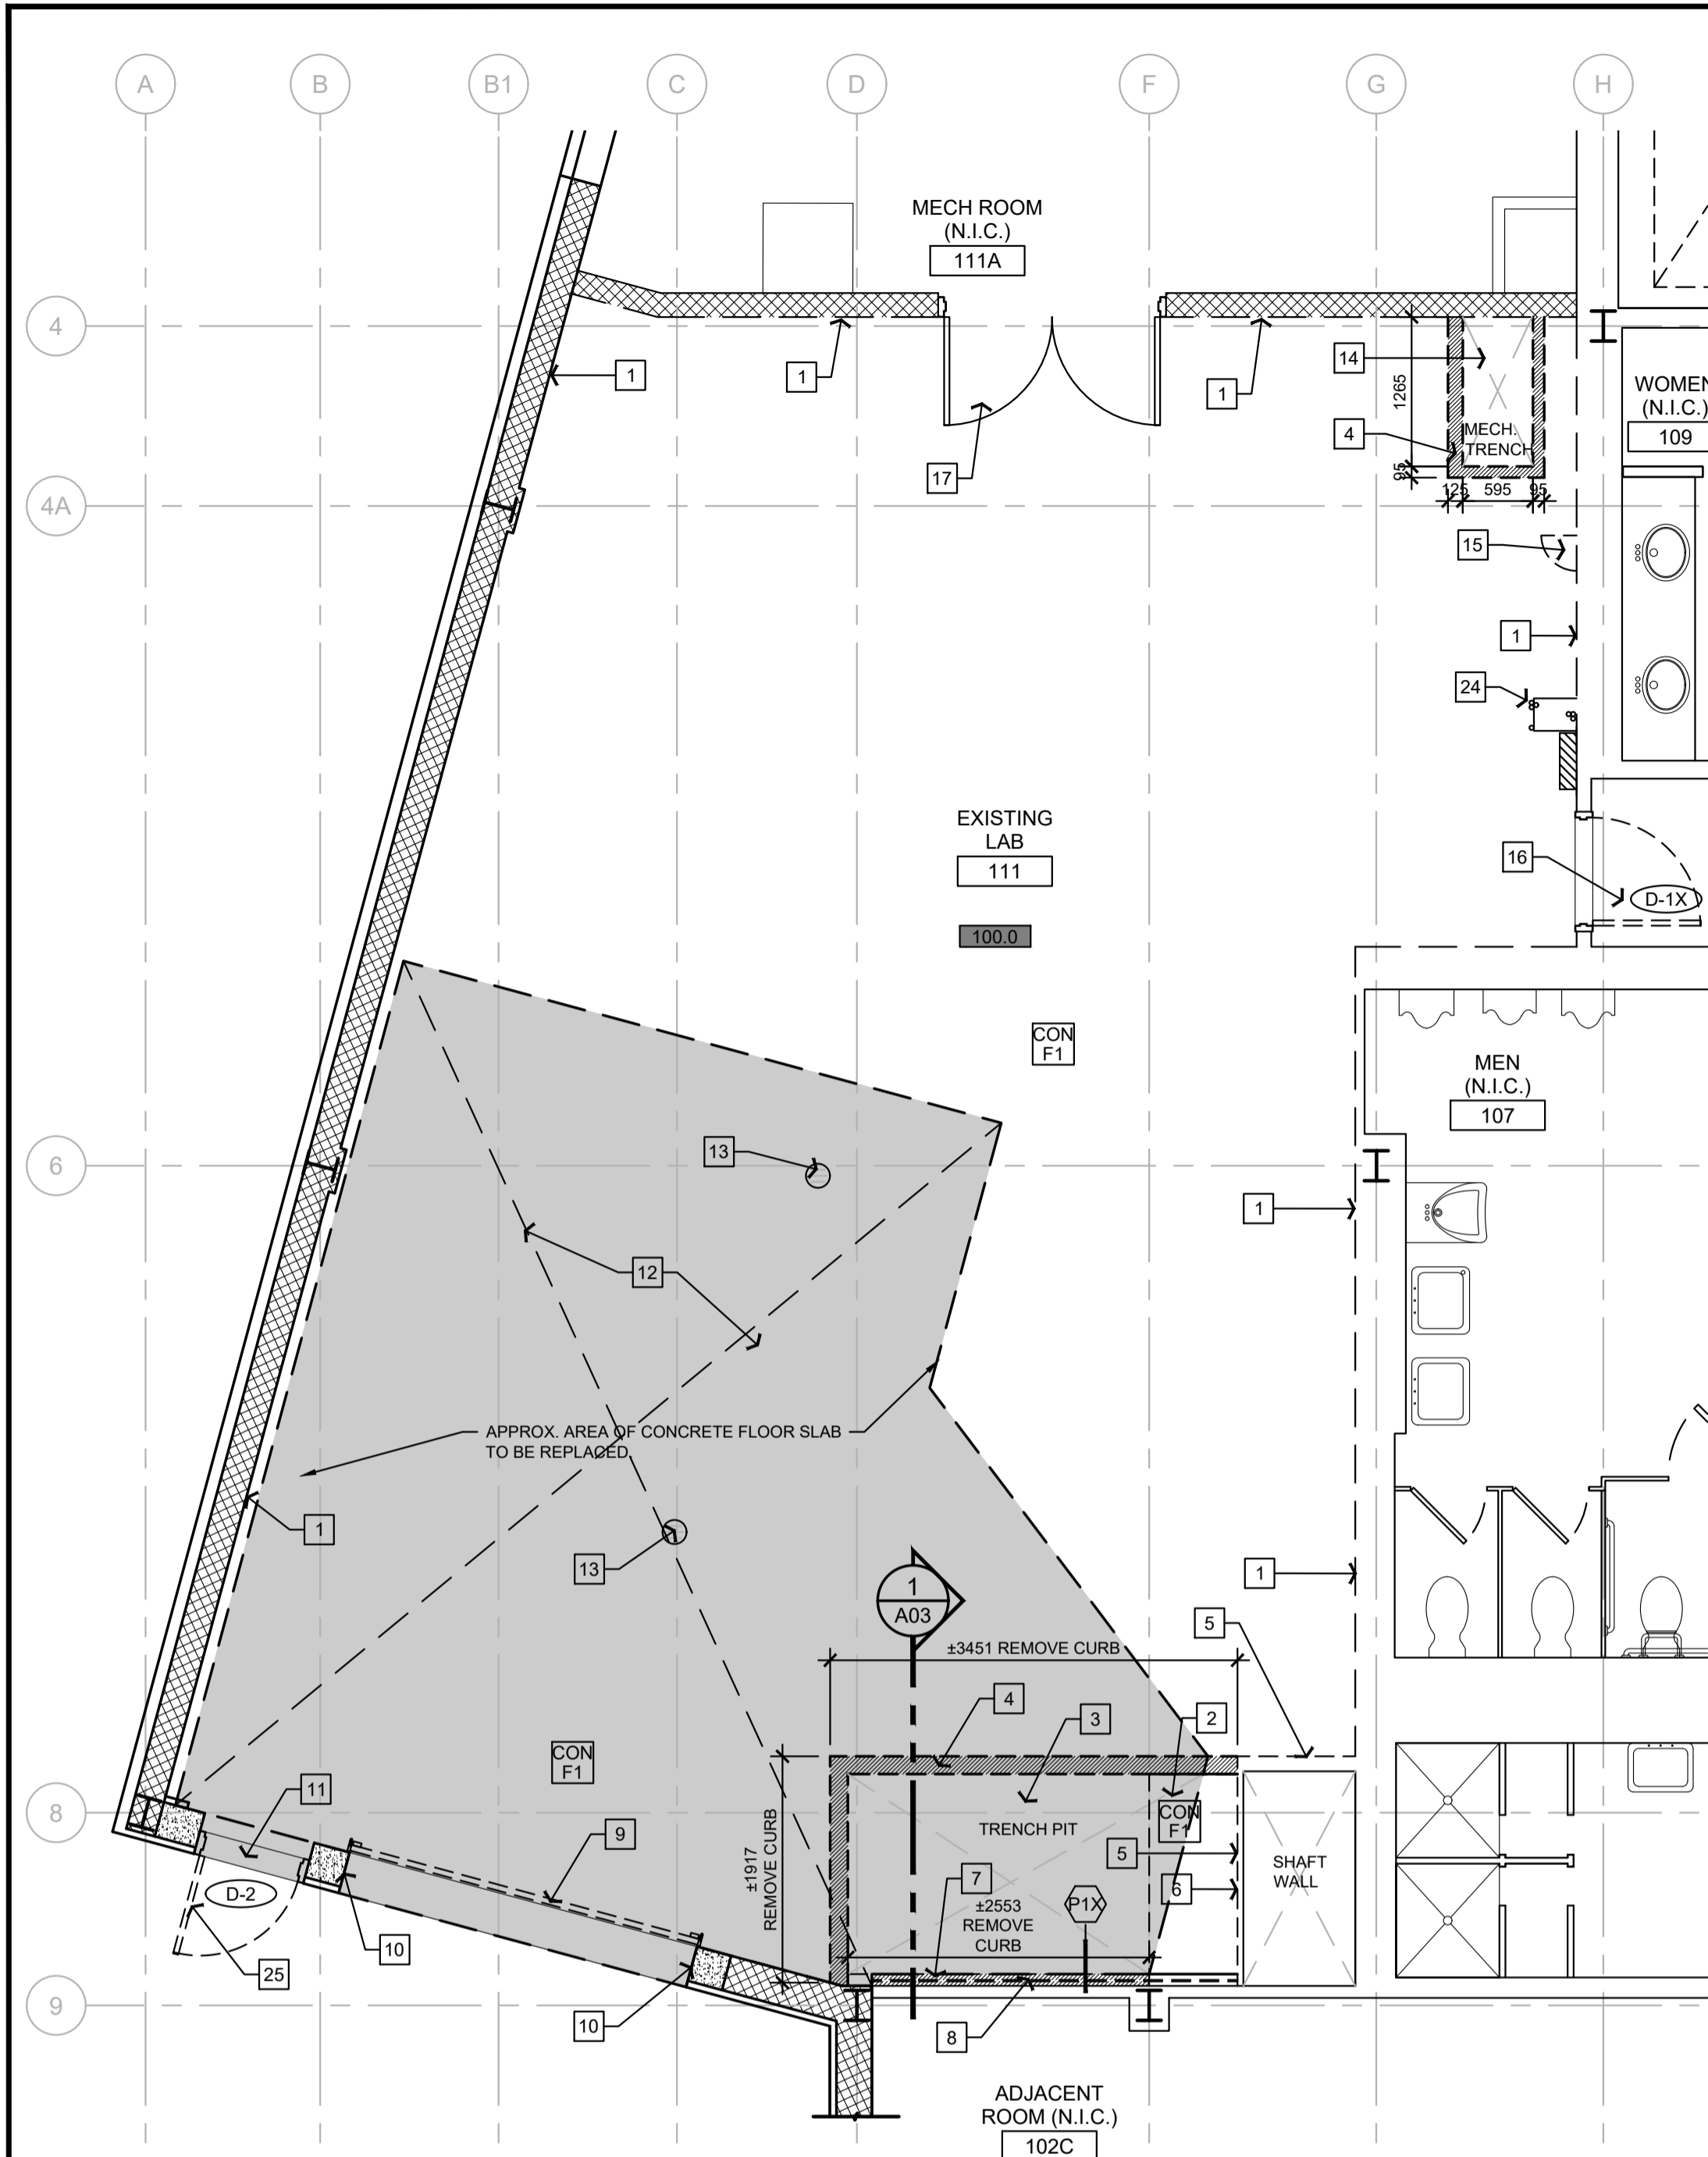 A
B
B1
C
D
F
G
H
MECH ROOM
(N.I.C.)
111A
4
1
1
1
14
1265
4
MECH.
TRENCH
WOMEN
(N.I.C.)
109
17
95
125
595
95
4A
15
1
24
EXISTING
LAB
111
16
D-1X
100.0
CON
F1
MEN
(N.I.C.)
107
13
6
1
12
APPROX. AREA OF CONCRETE FLOOR SLAB
TO BE REPLACED
1
13
1
1
A03
5
±3451 REMOVE CURB
4
3
2
CON
F1
11
8
9
±1917
REMOVE CURB
TRENCH PIT
CON
F1
5
SHAFT
WALL
D-2
7
6
±2553
REMOVE
CURB
P1X
10
25
9
10
8
ADJACENT
ROOM (N.I.C.)
102C